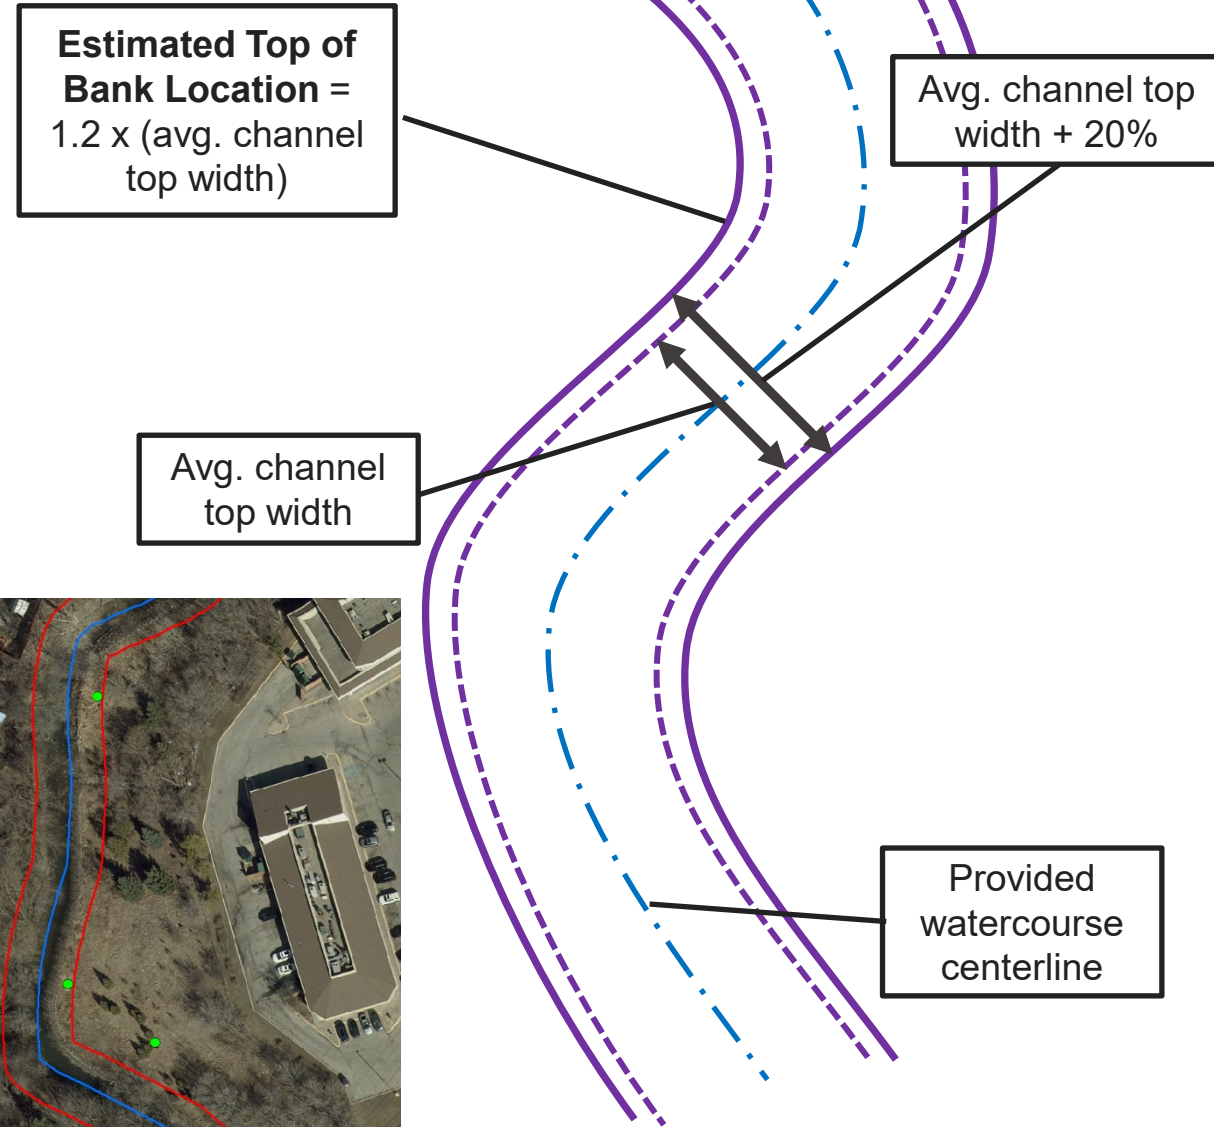 Estimated Top of
Bank Location =
1.2 x (avg. channel
top width)
Avg. channel top
width + 20%
Avg. channel
top width
Provided
watercourse
centerline